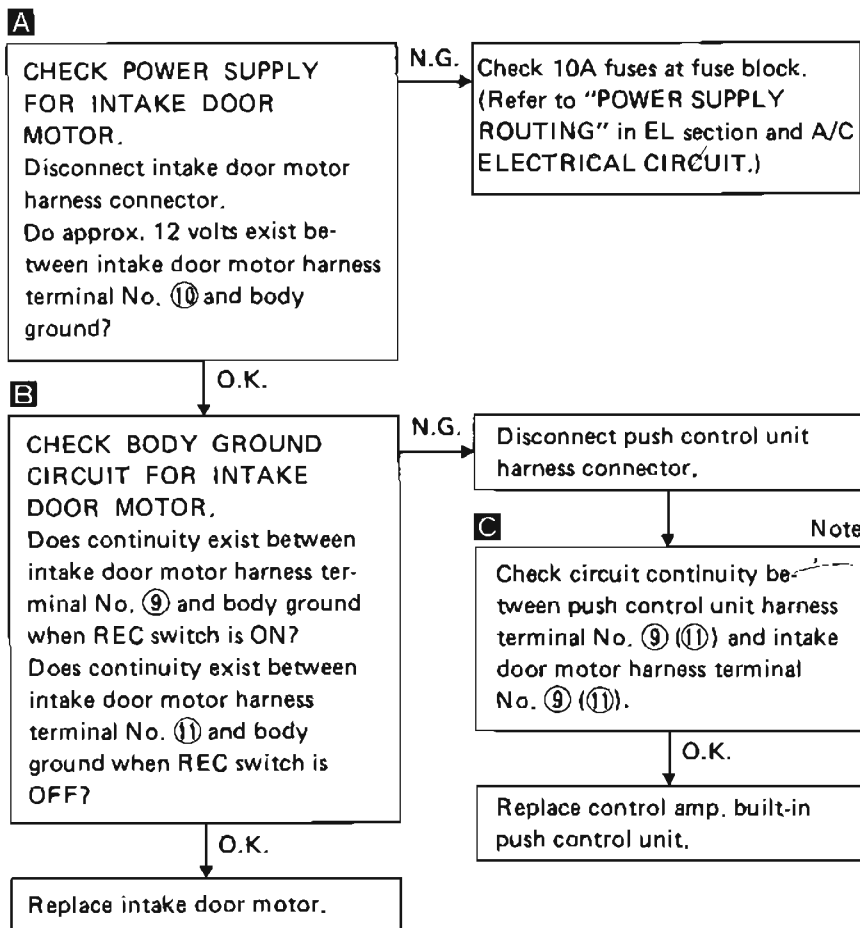 A
CHECK POWER SUPPLY
FOR INTAKE DOOR
MOTOR.
Disconnect intake door motor
harness connector.
Do approx. 12 volts exist be-
tween intake door motor harness
terminal No. ⑩ and body
ground?
N.G.
Check 10A fuses at fuse block.
(Refer to "POWER SUPPLY
ROUTING" in EL section and A/C
ELECTRICAL CIRCUIT.)
O.K.
B
CHECK BODY GROUND
CIRCUIT FOR INTAKE
DOOR MOTOR.
Does continuity exist between
intake door motor harness ter-
minal No. ⑨ and body ground
when REC switch is ON?
Does continuity exist between
intake door motor harness
terminal No. ⑪ and body
ground when REC switch is
OFF?
N.G.
Disconnect push control unit
harness connector.
C
Note
Check circuit continuity be-
tween push control unit harness
terminal No. ⑨ (⑪) and intake
door motor harness terminal
No. ⑨ (⑪).
O.K.
Replace control amp. built-in
push control unit.
O.K.
Replace intake door motor.